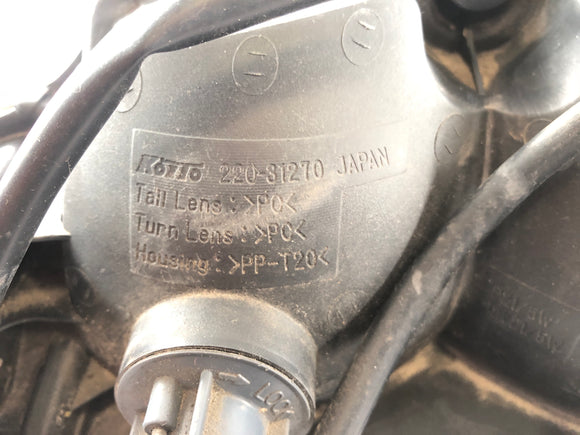 KOITO 220-31270 JAPAN
Tail Lens : >PC<
Turn Lens : >PC<
Housing : >PP-T20<
→ LOCK